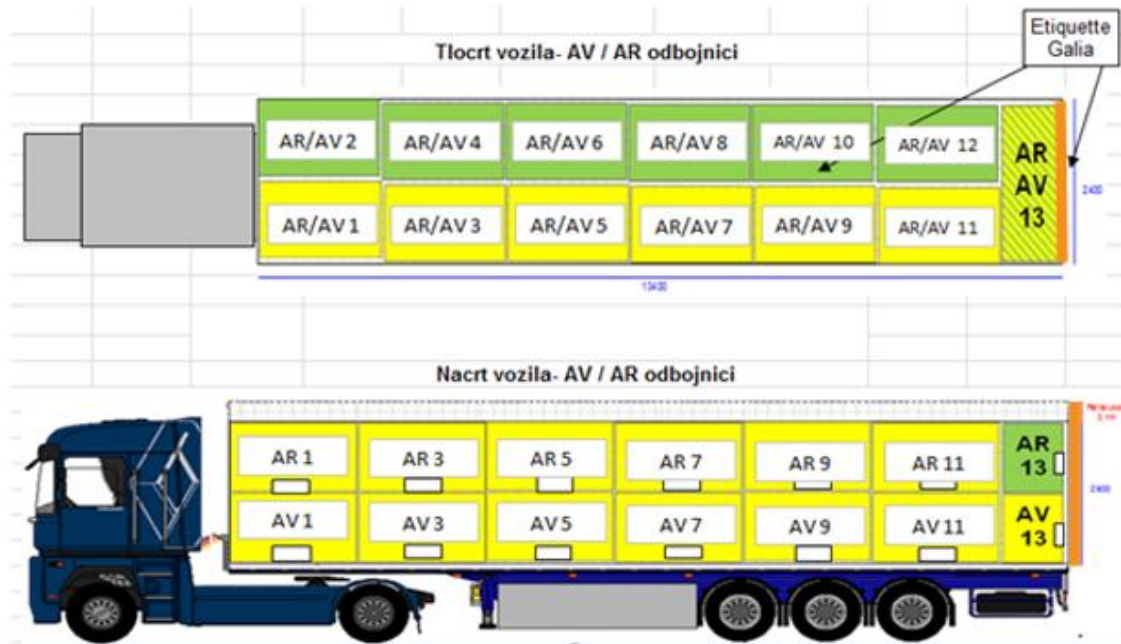 Etiquette
Galia
Tlocrt vozila- AV / AR odbojnici
AR/AV 2
AR/AV 4
AR/AV 6
AR/AV 8
AR/AV 10
AR/AV 12
AR
AV
13
AR/AV 1
AR/AV 3
AR/AV 5
AR/AV 7
AR/AV 9
AR/AV 11
2400
13400
Nacrt vozila- AV / AR odbojnici
AR 1
AR 3
AR 5
AR 7
AR 9
AR 11
AR
13
AV 1
AV 3
AV 5
AV 7
AV 9
AV 11
AV
13